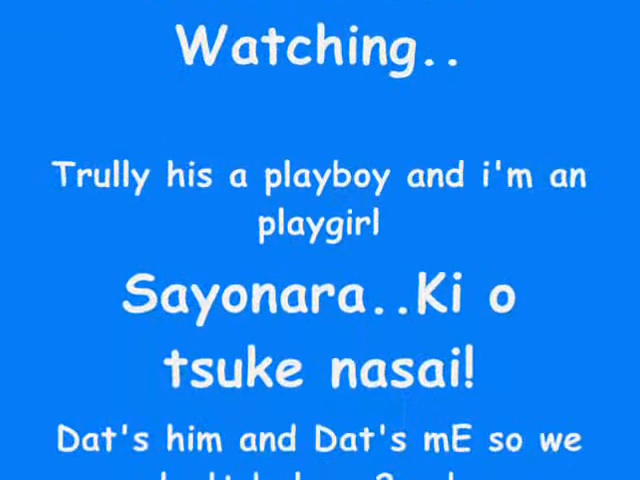 Watching..
Trully his a playboy and i'm an
playgirl
Sayonara..Ki o
tsuke nasai!
Dat's him and Dat's mE so we